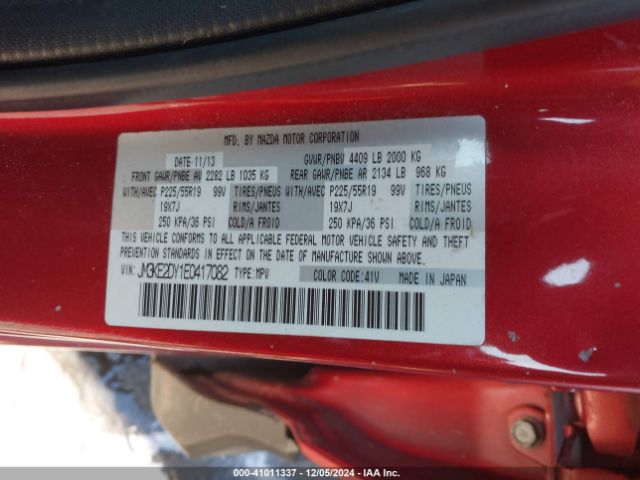 MFD. BY MAZDA MOTOR CORPORATION
DATE 11/13 GVWR/PNBV 4409 LB 2000 KG
FRONT GAWR/PNBE AV 2282 LB 1035 KG REAR GAWR/PNBE AR 2134 LB 968 KG
WITH/AVEC P225/55R19 99V TIRES/PNEUS WITH/AVEC P225/55R19 99V TIRES/PNEUS
19X7J RIMS/JANTES 19X7J RIMS/JANTES
250 KPA/36 PSI COLD/A FROID 250 KPA/36 PSI COLD/A FROID
THIS VEHICLE CONFORMS TO ALL APPLICABLE FEDERAL MOTOR VEHICLE SAFETY, BUMPER, AND THEFT
PREVENTION STANDARDS IN EFFECT ON THE DATE OF MANUFACTURE SHOWN ABOVE.
VIN: JM3KE2DY1E0417082 TYPE:MPV COLOR CODE:41V MADE IN JAPAN
000-41011337 - 12/05/2024 - IAA Inc.